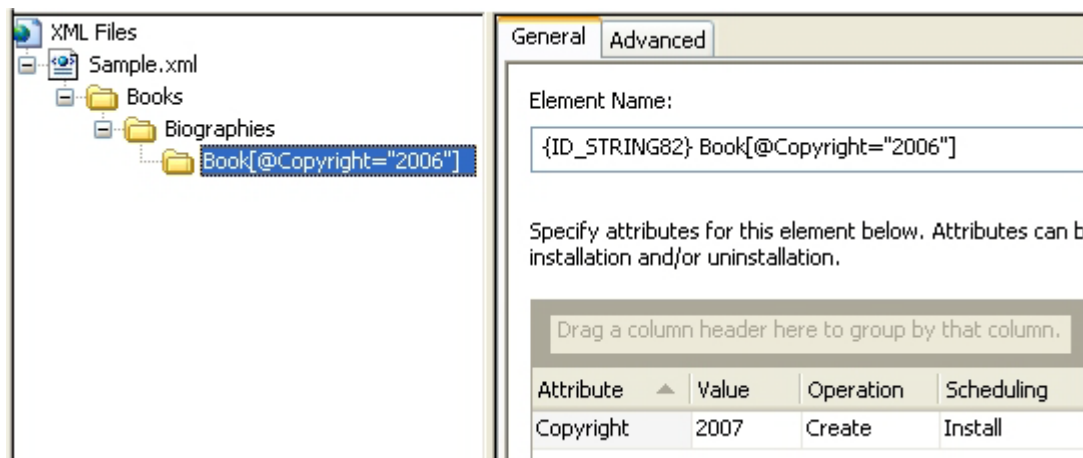 XML Files
Sample.xml
Books
Biographies
Book[@Copyright="2006"]
General Advanced
Element Name:
{ID_STRING82} Book[@Copyright="2006"]
Specify attributes for this element below. Attributes can
installation and/or uninstallation.
Drag a column header here to group by that column.
Attribute Value Operation Scheduling
Copyright 2007 Create Install